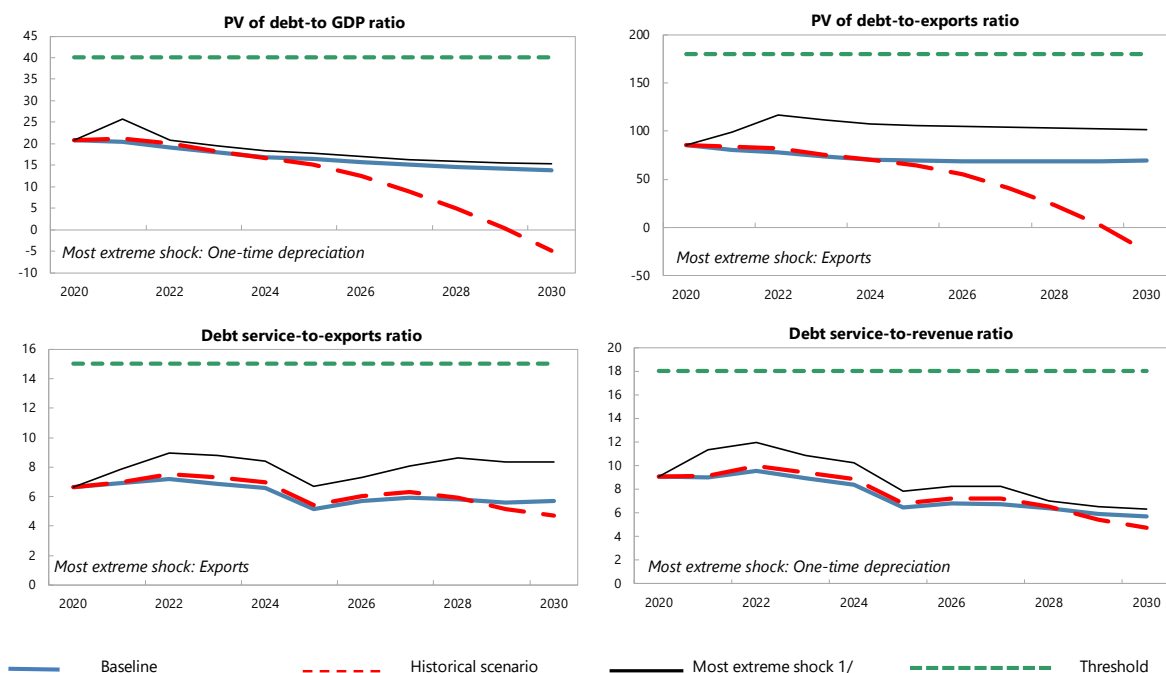 PV of debt-to GDP ratio
45
40
35
30
25
20
15
10
5
0
-5
-10
Most extreme shock: One-time depreciation
2020 2022 2024 2026 2028 2030
PV of debt-to-exports ratio
200
150
100
50
0
-50
Most extreme shock: Exports
2020 2022 2024 2026 2028 2030
Debt service-to-exports ratio
16
14
12
10
8
6
4
2
0
Most extreme shock: Exports
2020 2022 2024 2026 2028 2030
Debt service-to-revenue ratio
20
18
16
14
12
10
8
6
4
2
0
Most extreme shock: One-time depreciation
2020 2022 2024 2026 2028 2030
Baseline Historical scenario Most extreme shock 1/ Threshold